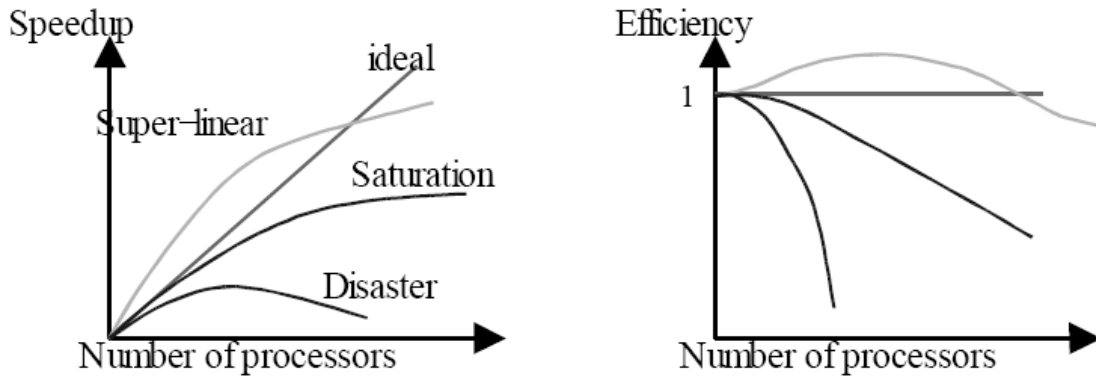 Speedup
ideal
Super-linear
Saturation
Disaster
Number of processors
Efficiency
1
Number of processors